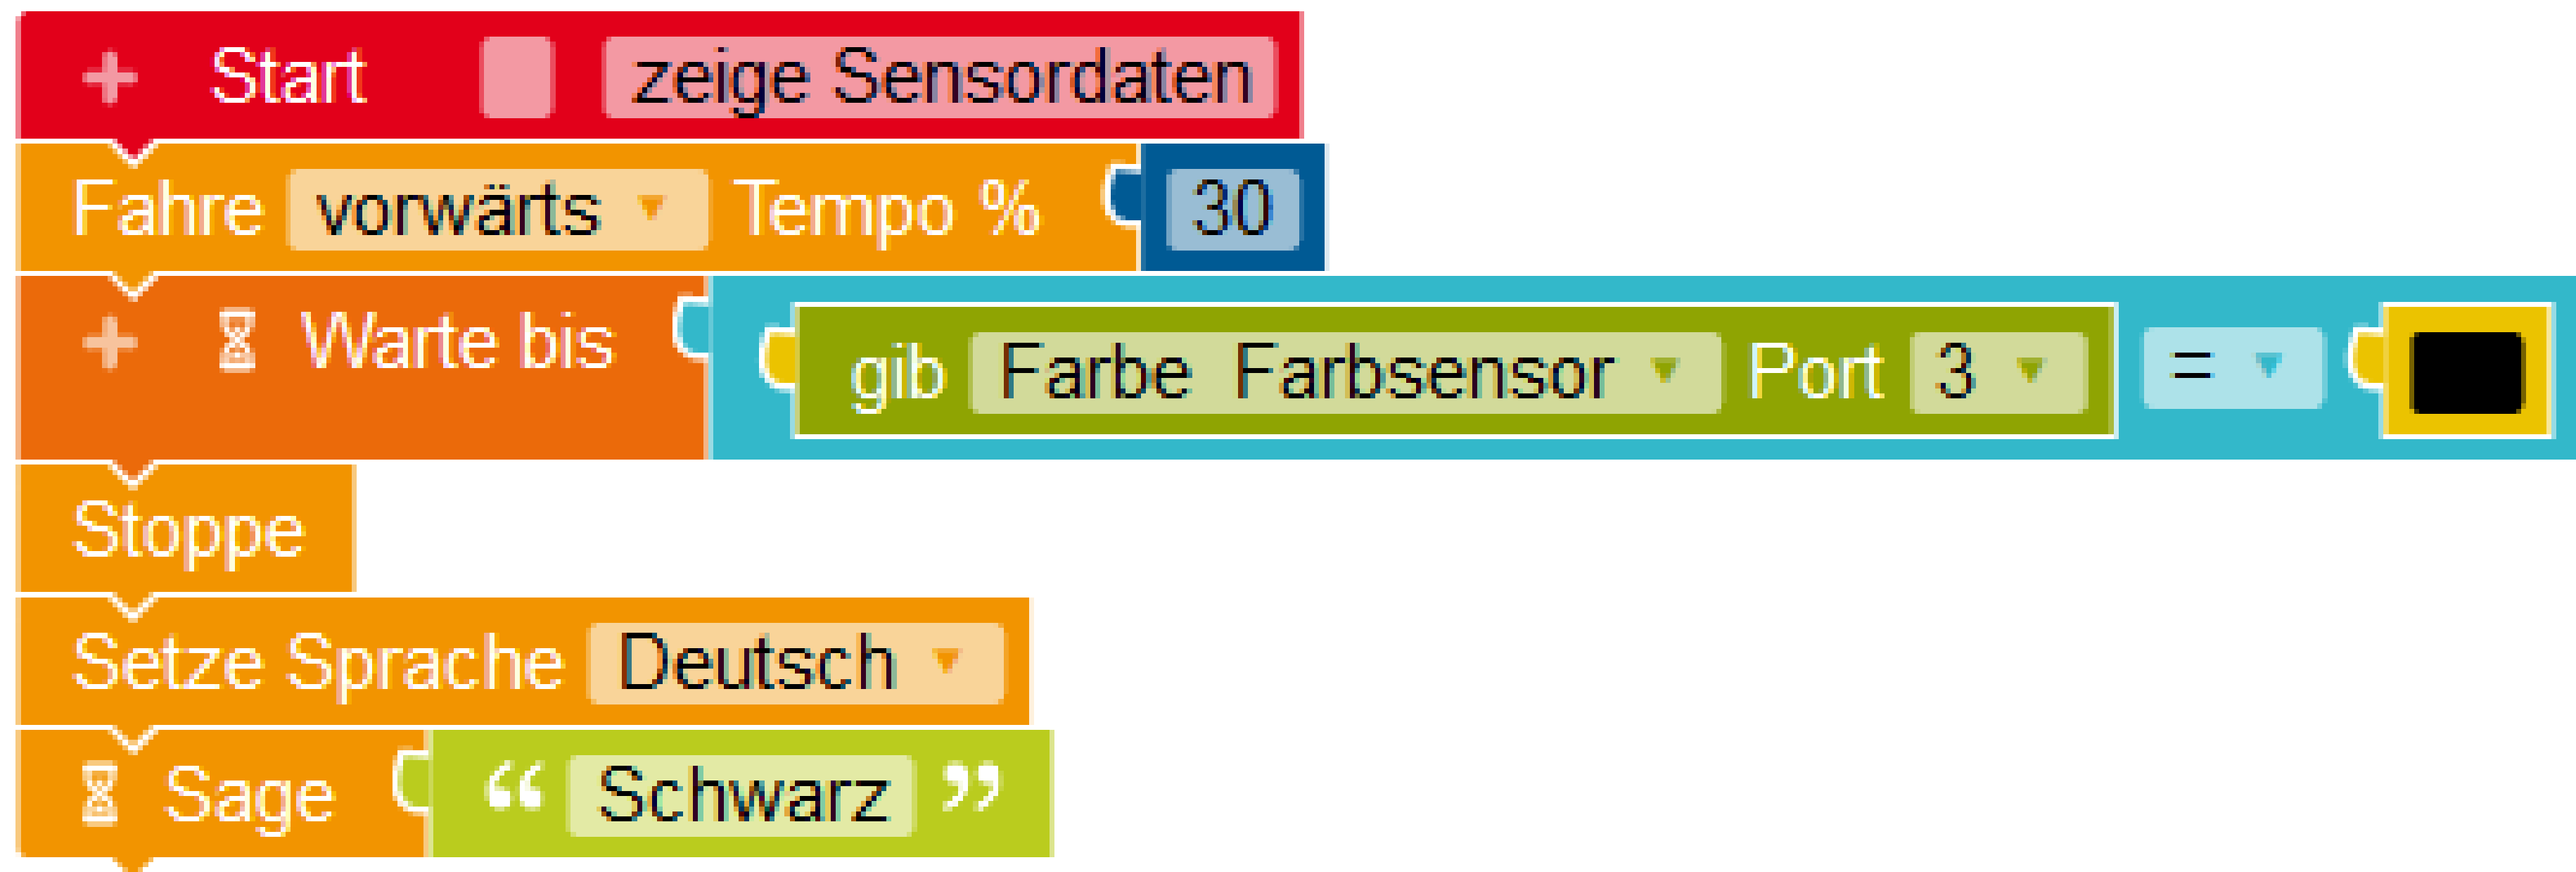 + Start zeige Sensordaten
Fahre vorwärts Tempo % 30
+ Warte bis gib Farbe Farbsensor Port 3 =
Stoppe
Setze Sprache Deutsch
Sage “ Schwarz ”